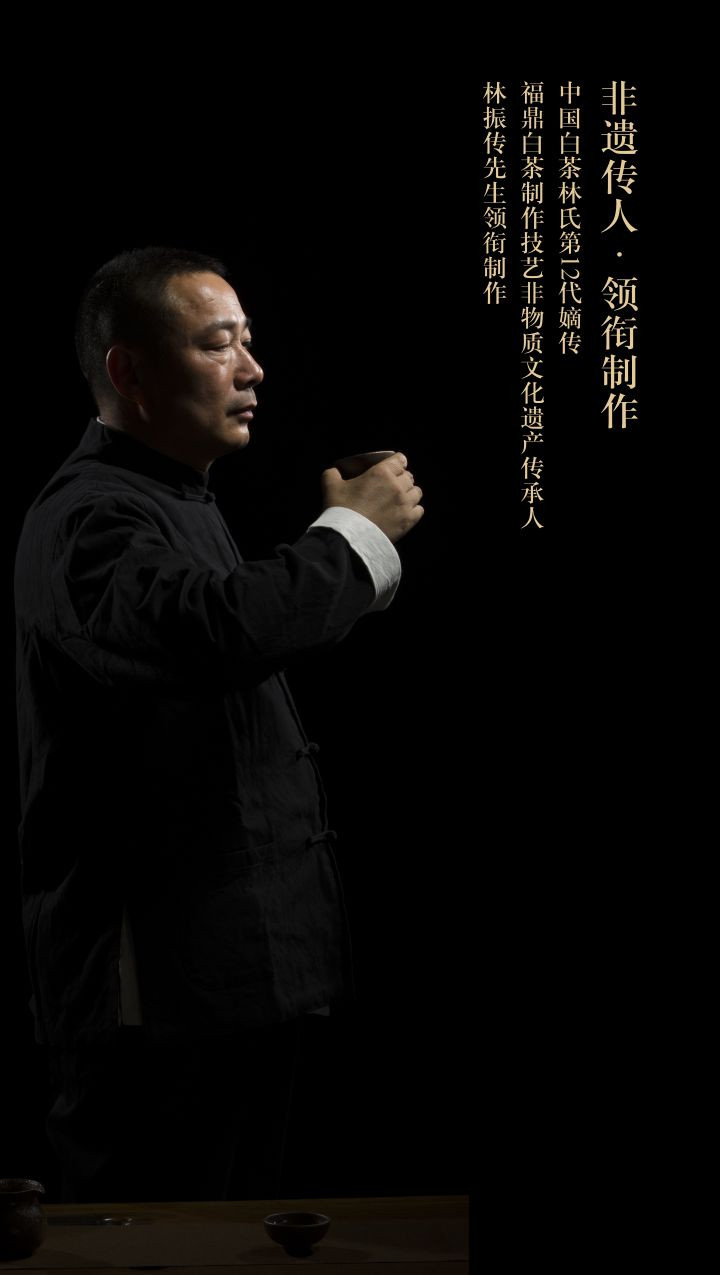 非遗传人·领衔制作
中国白茶林氏第12代嫡传
福鼎白茶制作技艺非物质文化遗产传承人
林振传先生领衔制作